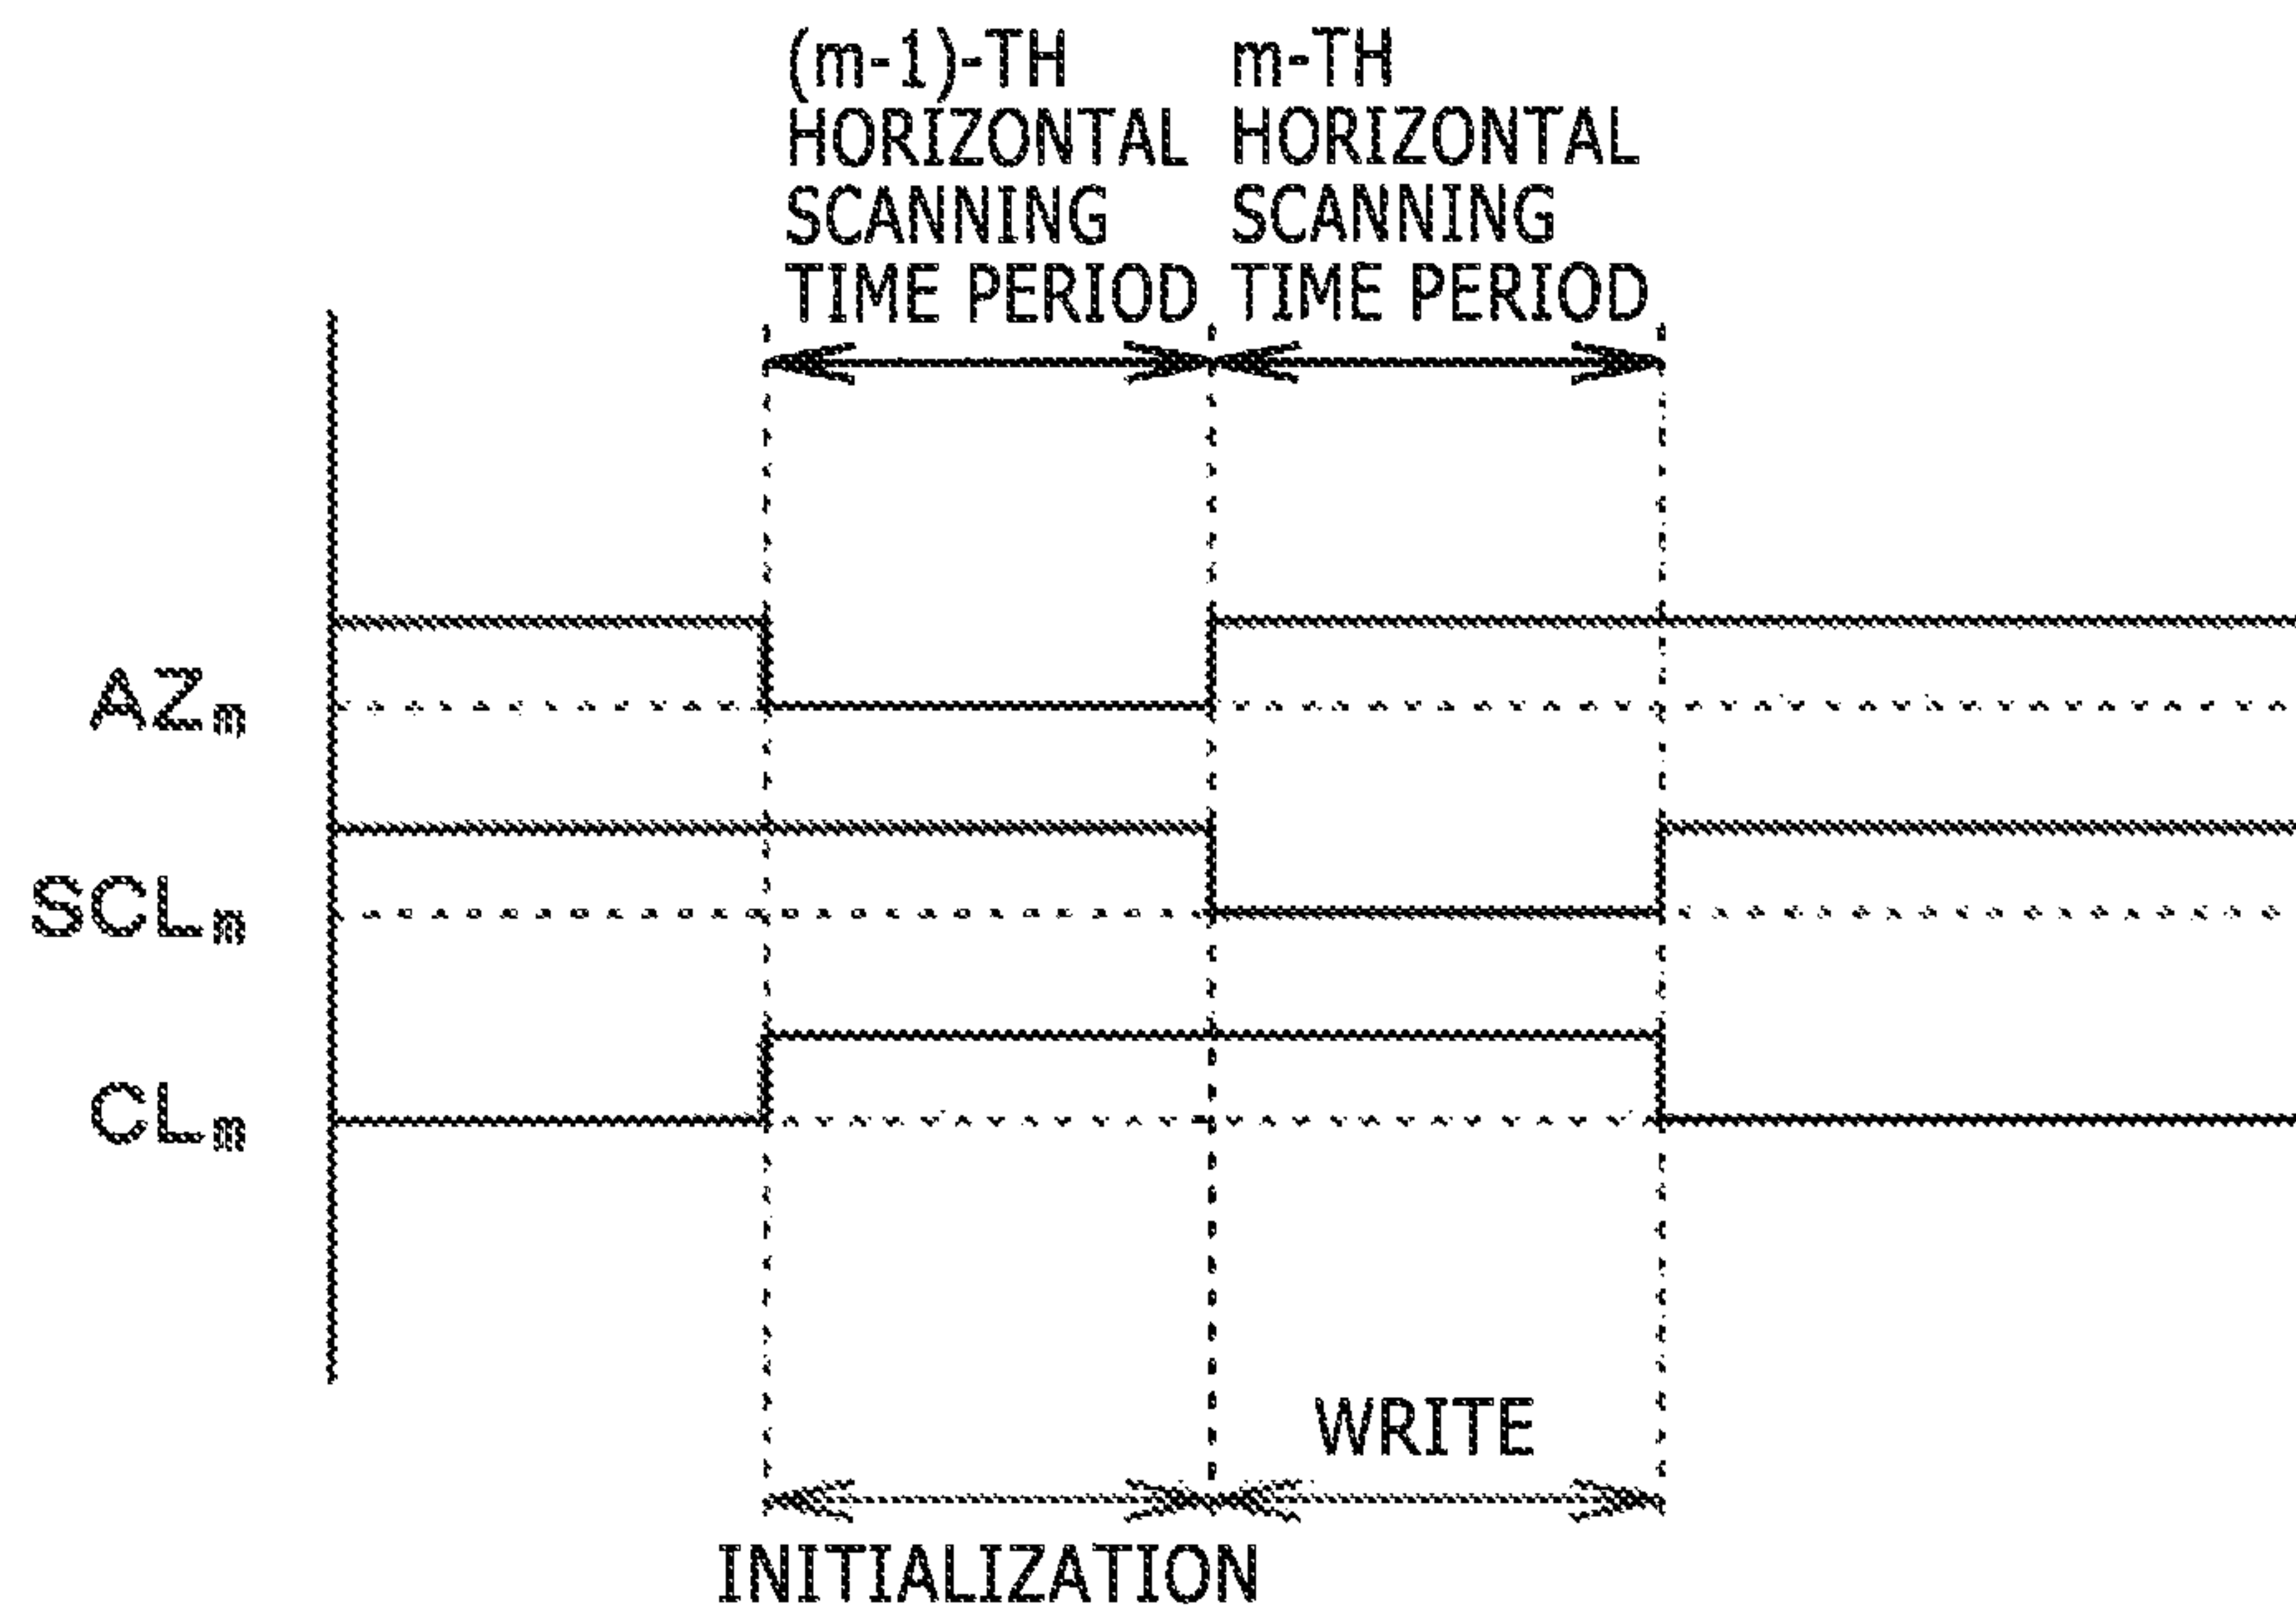 (m-1)-TH
HORIZONTAL
SCANNING
TIME PERIOD
m-TH
HORIZONTAL
SCANNING
TIME PERIOD
AZm
SCLm
CLm
WRITE
INITIALIZATION